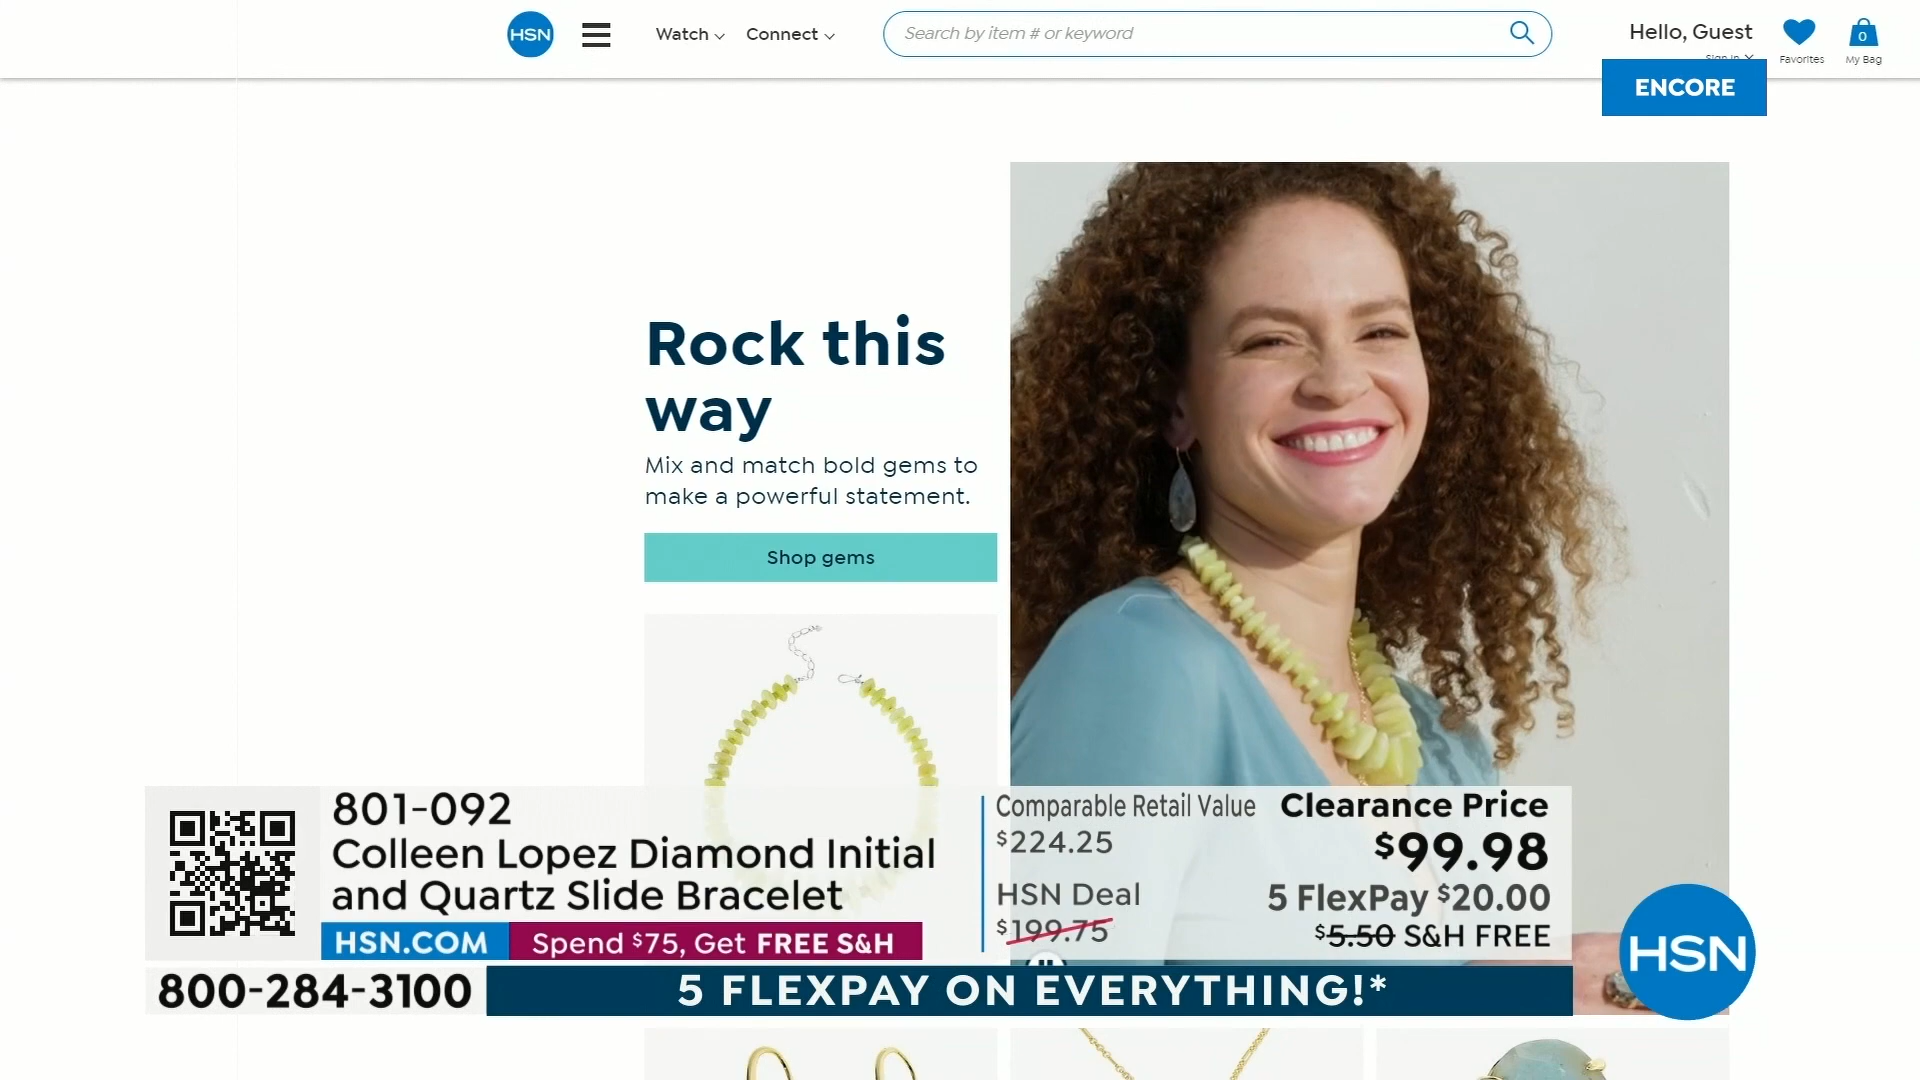 HSN
Watch
Connect
Search by item # or keyword
Hello, Guest
Sign In
Favorites
0
My Bag
ENCORE
Rock this
way
Mix and match bold gems to
make a powerful statement.
Shop gems
801-092
Colleen Lopez Diamond Initial
and Quartz Slide Bracelet
HSN.COM
Spend $75, Get FREE S&H
Comparable Retail Value
$224.25
HSN Deal
$199.75
Clearance Price
$99.98
5 FlexPay $20.00
$5.50 S&H FREE
HSN
800-284-3100
5 FLEXPAY ON EVERYTHING!*